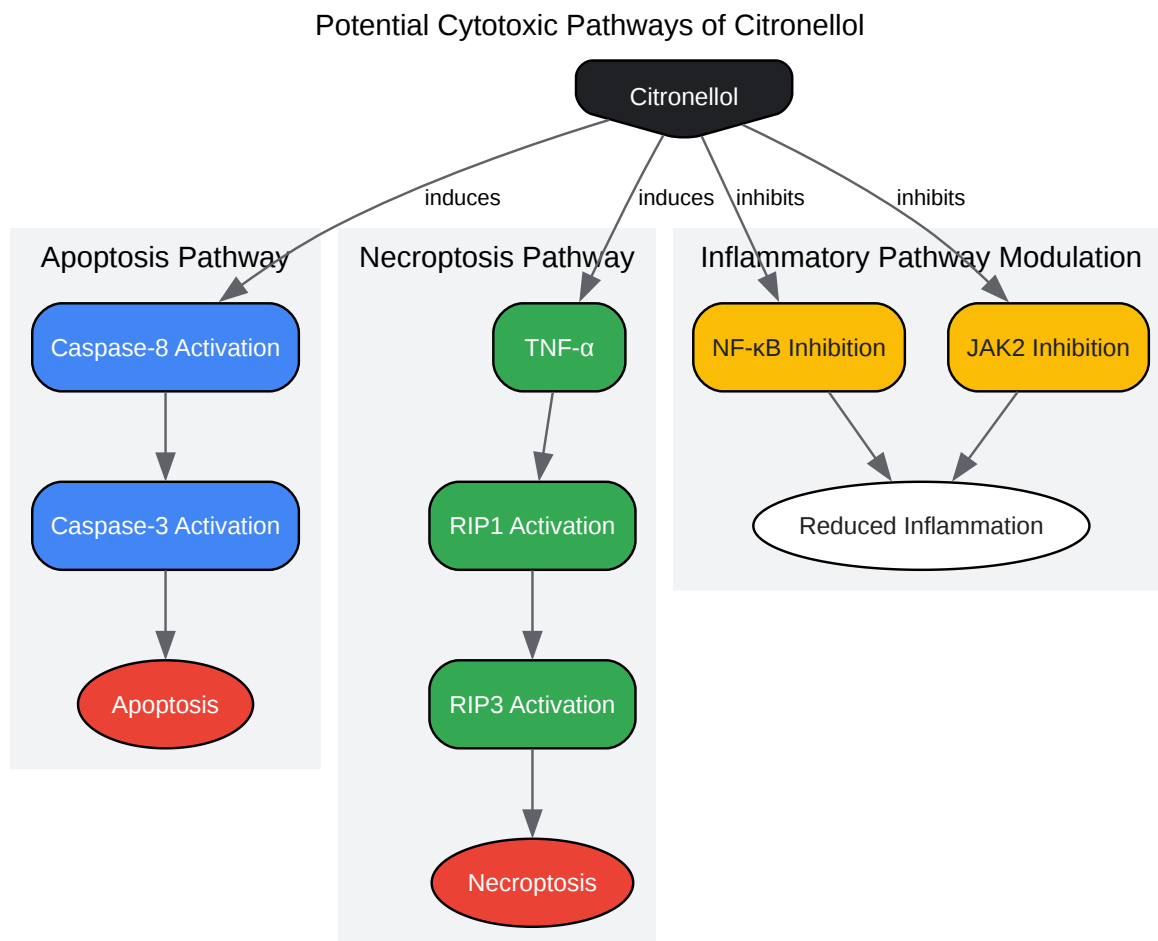 Potential Cytotoxic Pathways of Citronellol
Citronellol
induces
induces
inhibits
inhibits
Apoptosis Pathway
Necroptosis Pathway
Inflammatory Pathway Modulation
Caspase-8 Activation
TNF-α
NF-κB Inhibition
JAK2 Inhibition
Caspase-3 Activation
RIP1 Activation
Reduced Inflammation
Apoptosis
RIP3 Activation
Necroptosis